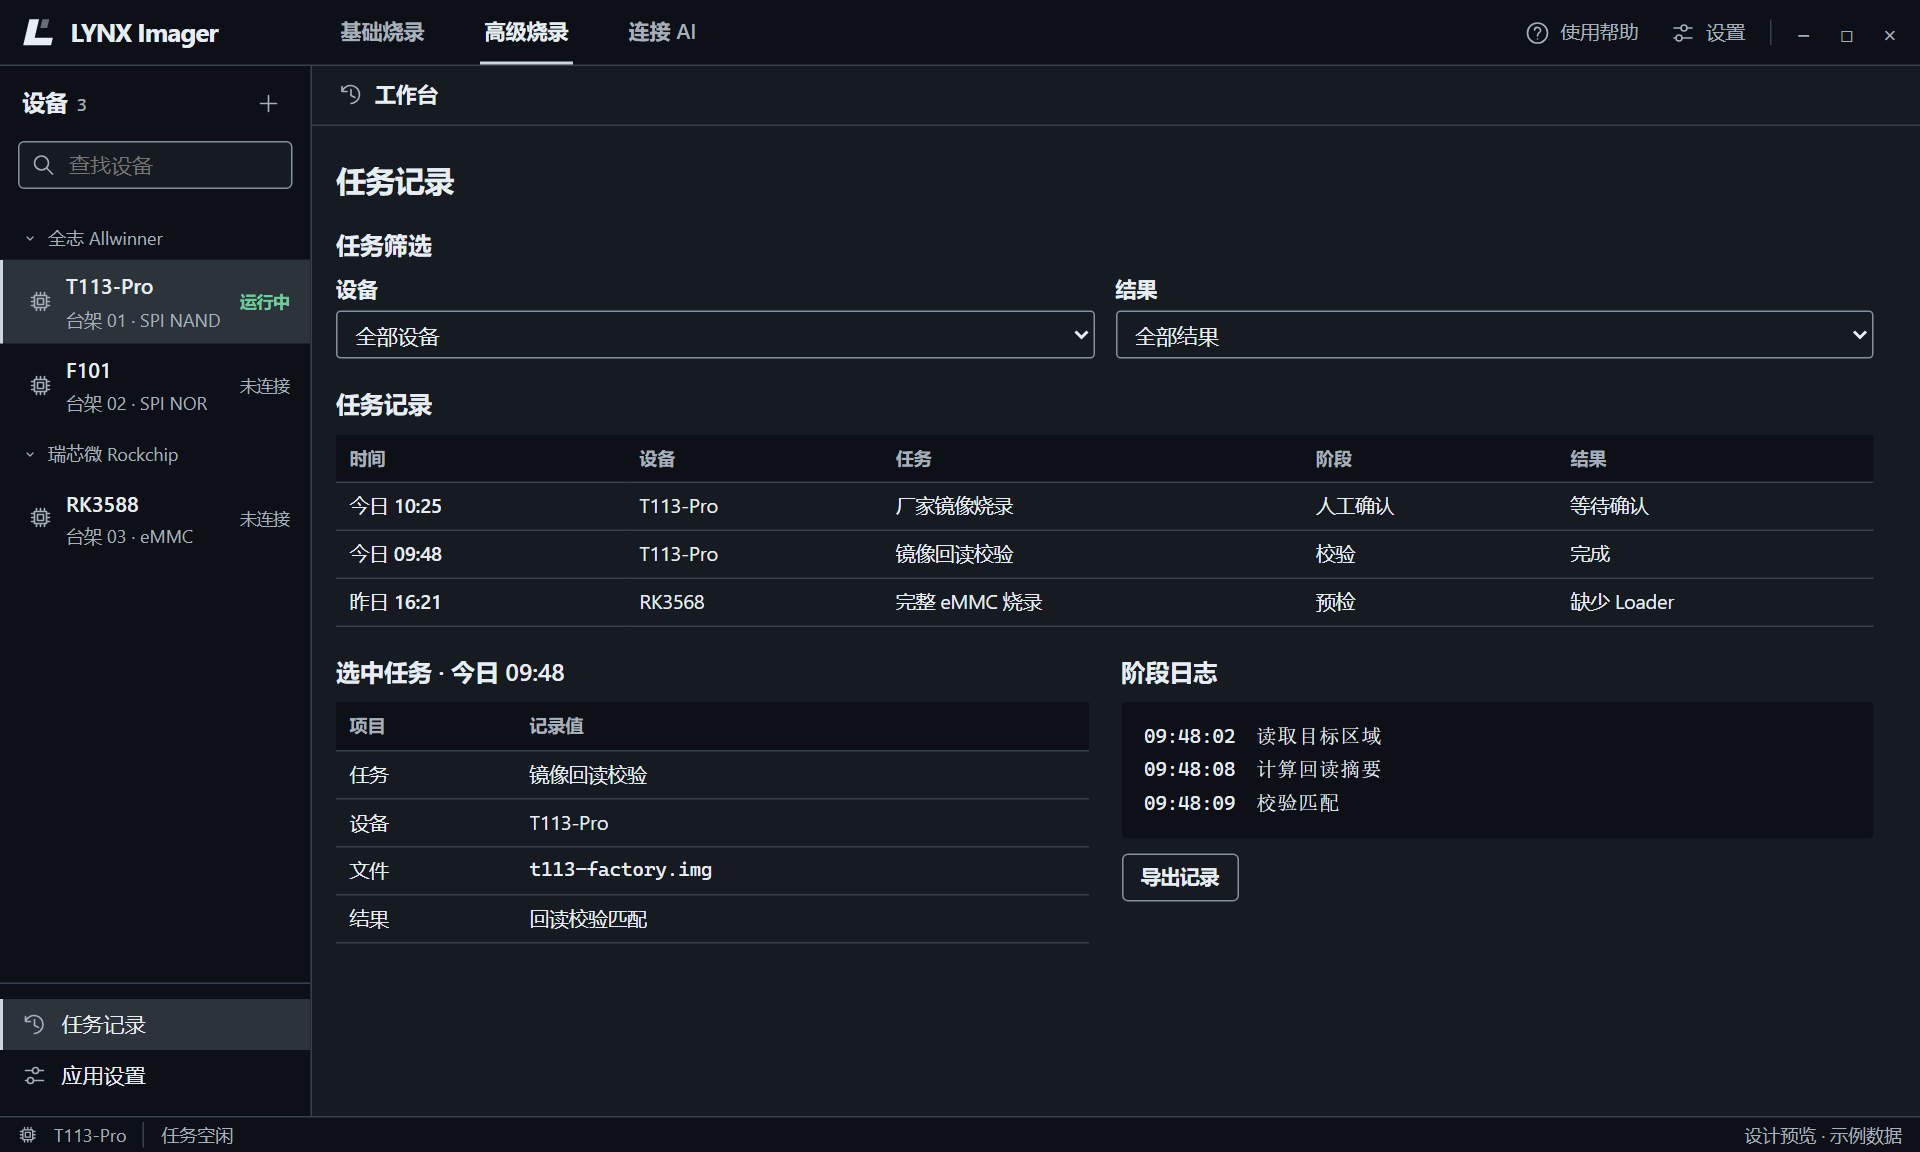 LYNX Imager
基础烧录
高级烧录
连接 AI
使用帮助
设置
设备 3
查找设备
全志 Allwinner
T113-Pro
台架 01 · SPI NAND
运行中
F101
台架 02 · SPI NOR
未连接
瑞芯微 Rockchip
RK3588
台架 03 · eMMC
未连接
任务记录
应用设置
工作台
任务记录
任务筛选
设备
结果
全部设备
全部结果
任务记录
时间 设备 任务 阶段 结果
今日 10:25 T113-Pro 厂家镜像烧录 人工确认 等待确认
今日 09:48 T113-Pro 镜像回读校验 校验 完成
昨日 16:21 RK3568 完整 eMMC 烧录 预检 缺少 Loader
选中任务 · 今日 09:48
项目 记录值
任务 镜像回读校验
设备 T113-Pro
文件 t113-factory.img
结果 回读校验匹配
阶段日志
09:48:02 读取目标区域
09:48:08 计算回读摘要
09:48:09 校验匹配
导出记录
T113-Pro
任务空闲
设计预览 · 示例数据